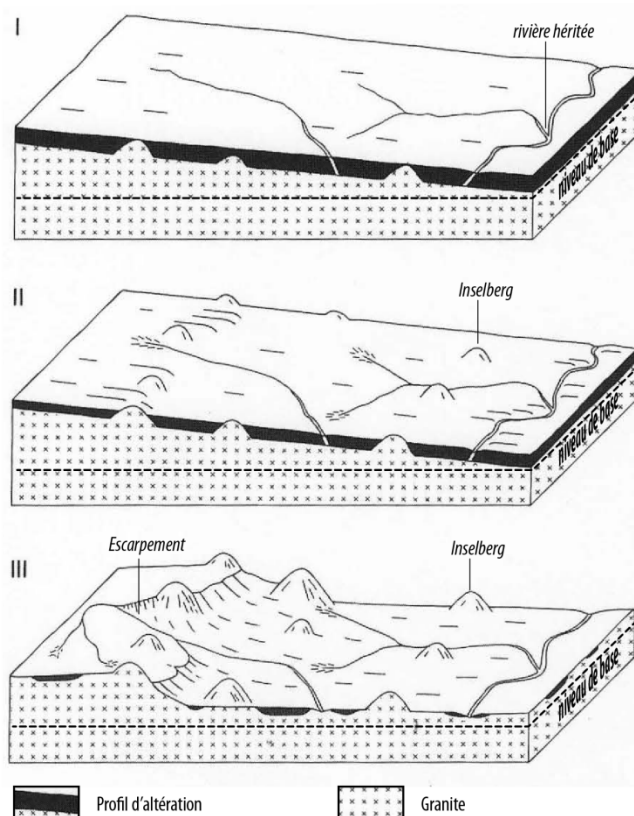 I
rivière héritée
niveau de base
II
Inselberg
niveau de base
III
Escarpement
Inselberg
niveau de base
Profil d'altération
Granite